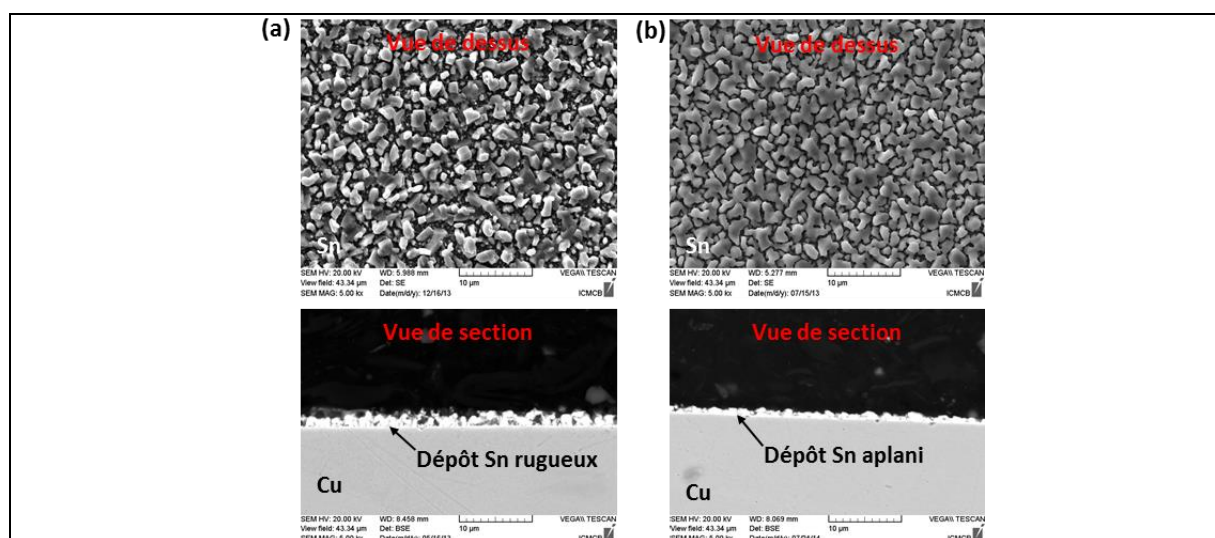 (a)
Vue de dessus
Sn
SEM HV: 20.00 kV WD: 5.988 mm VEGA\\ TESCAN
View field: 43.34 µm Det: SE 10 µm
SEM MAG: 5.00 kx Date(m/d/y): 12/16/13 ICMCB
(b)
Vue de dessus
Sn
SEM HV: 20.00 kV WD: 5.277 mm VEGA\\ TESCAN
View field: 43.34 µm Det: SE 10 µm
SEM MAG: 5.00 kx Date(m/d/y): 07/15/13 ICMCB
Vue de section
Dépôt Sn rugueux
Cu
SEM HV: 20.00 kV WD: 8.458 mm VEGA\\ TESCAN
View field: 43.34 µm Det: BSE 10 µm
Vue de section
Dépôt Sn aplani
Cu
SEM HV: 20.00 kV WD: 8.069 mm VEGA\\ TESCAN
View field: 43.34 µm Det: BSE 10 µm